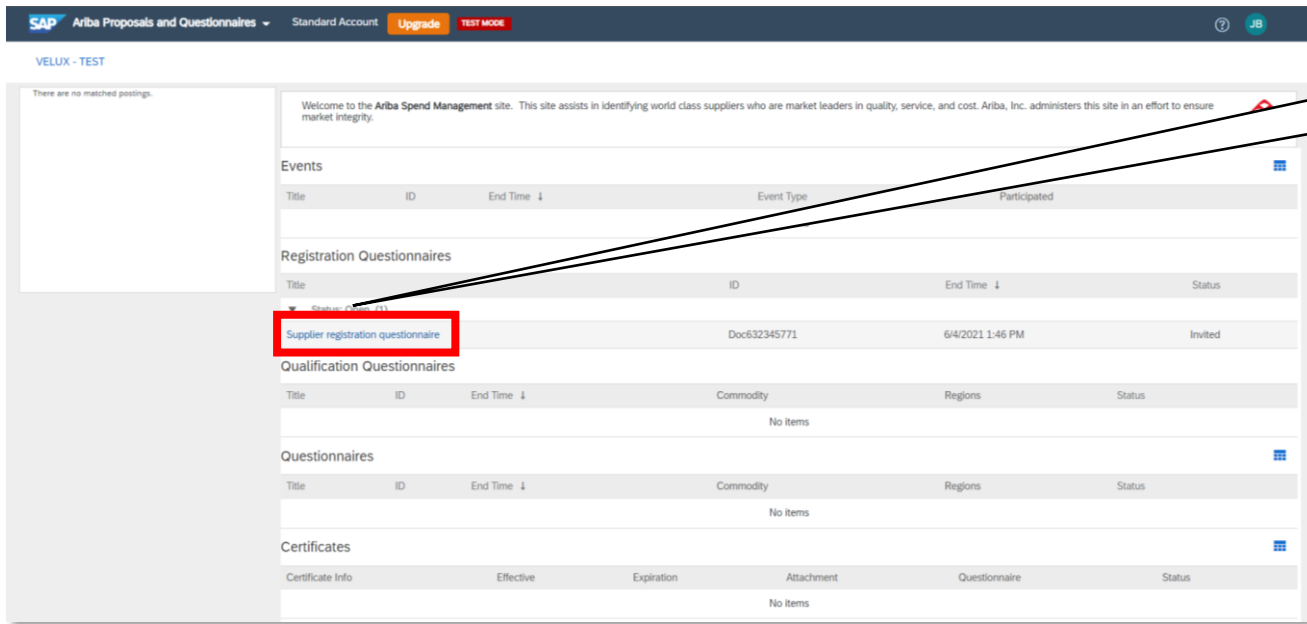 SAP Ariba Proposals and Questionnaires Standard Account Upgrade TEST MODE ? JB
VELUX - TEST
There are no matched postings.
Welcome to the Ariba Spend Management site. This site assists in identifying world class suppliers who are market leaders in quality, service, and cost. Ariba, Inc. administers this site in an effort to ensure
market integrity.
Events
Title ID End Time ↓ Event Type Participated
Registration Questionnaires
Title ID End Time ↓ Status
▼ Status: Open (1)
Supplier registration questionnaire Doc632345771 6/4/2021 1:46 PM Invited
Qualification Questionnaires
Title ID End Time ↓ Commodity Regions Status
No items
Questionnaires
Title ID End Time ↓ Commodity Regions Status
No items
Certificates
Certificate Info Effective Expiration Attachment Questionnaire Status
No items